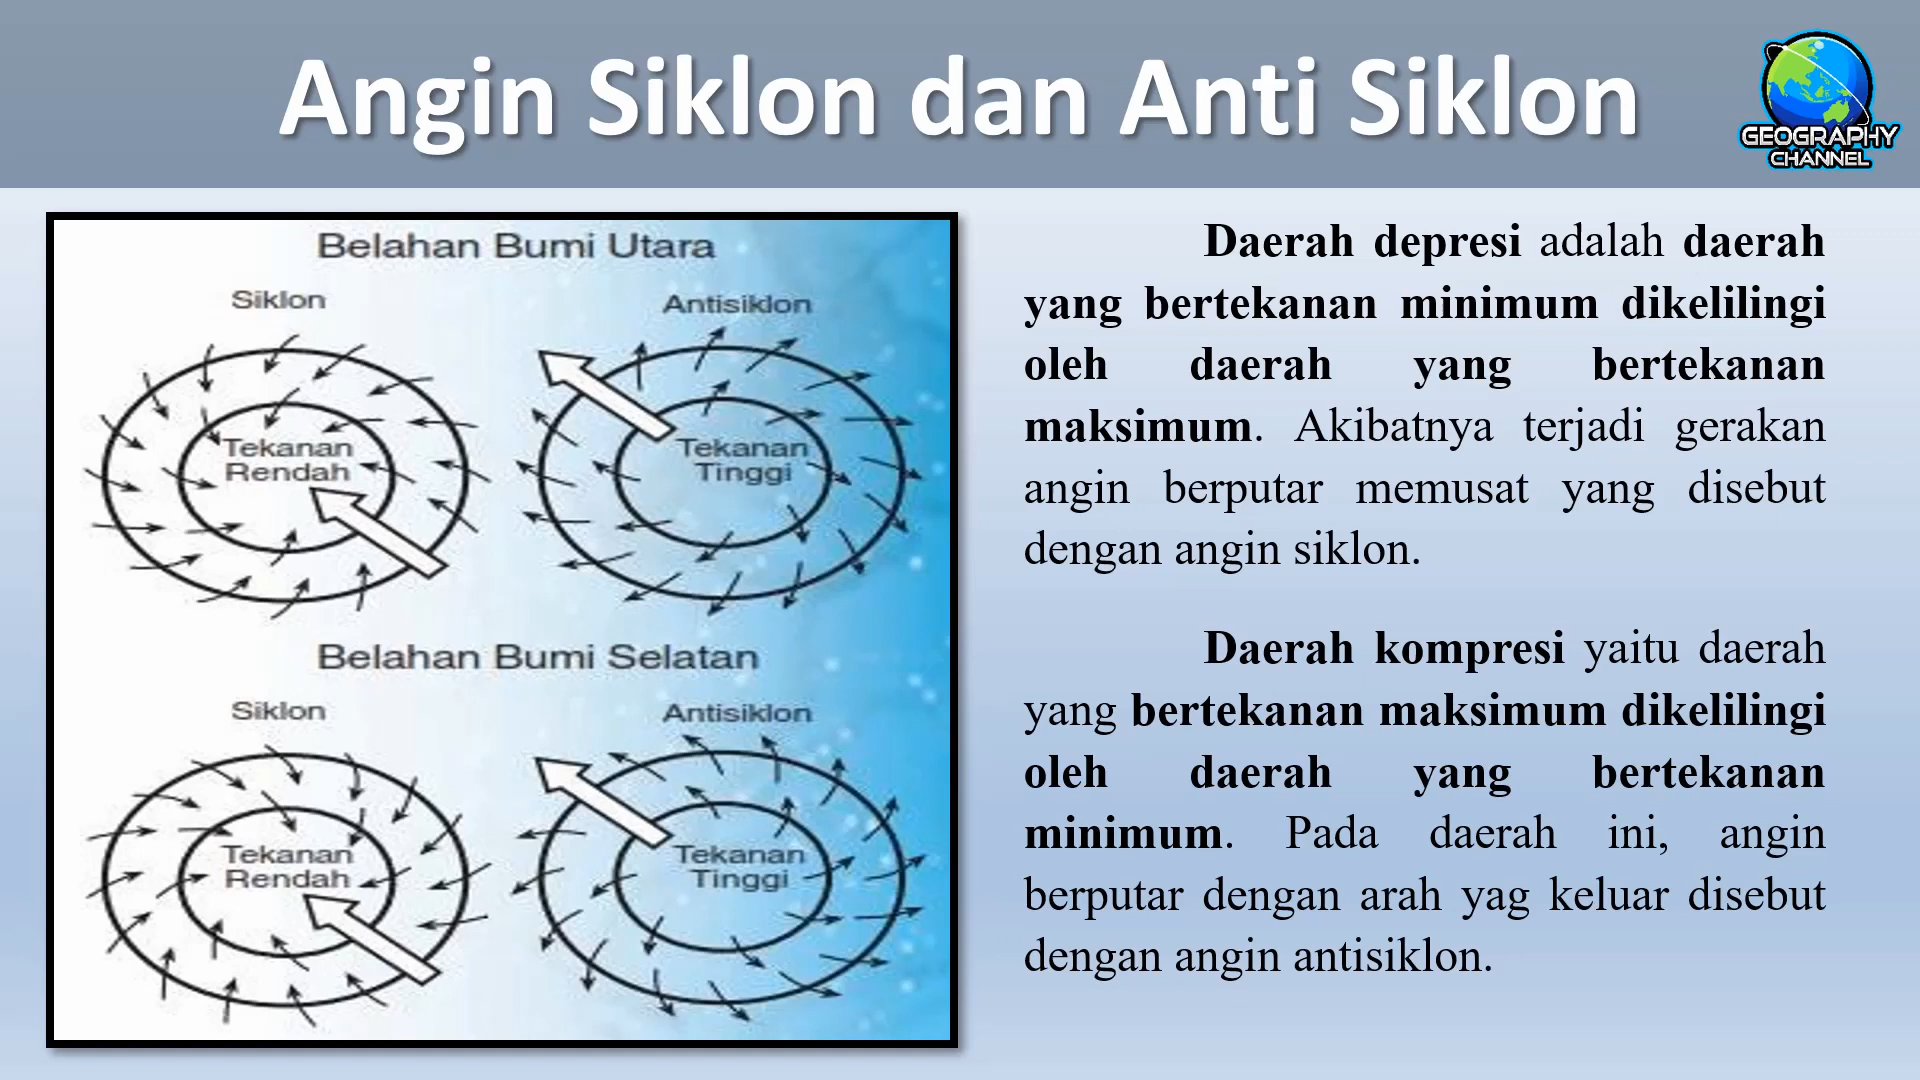 Angin Siklon dan Anti Siklon
GEOGRAPHY
CHANNEL
Belahan Bumi Utara
Siklon
Antisiklon
Tekanan
Rendah
Tekanan
Tinggi
Belahan Bumi Selatan
Siklon
Antisiklon
Tekanan
Rendah
Tekanan
Tinggi
Daerah depresi adalah daerah
yang bertekanan minimum dikelilingi
oleh daerah yang bertekanan
maksimum. Akibatnya terjadi gerakan
angin berputar memusat yang disebut
dengan angin siklon.
Daerah kompresi yaitu daerah
yang bertekanan maksimum dikelilingi
oleh daerah yang bertekanan
minimum. Pada daerah ini, angin
berputar dengan arah yag keluar disebut
dengan angin antisiklon.